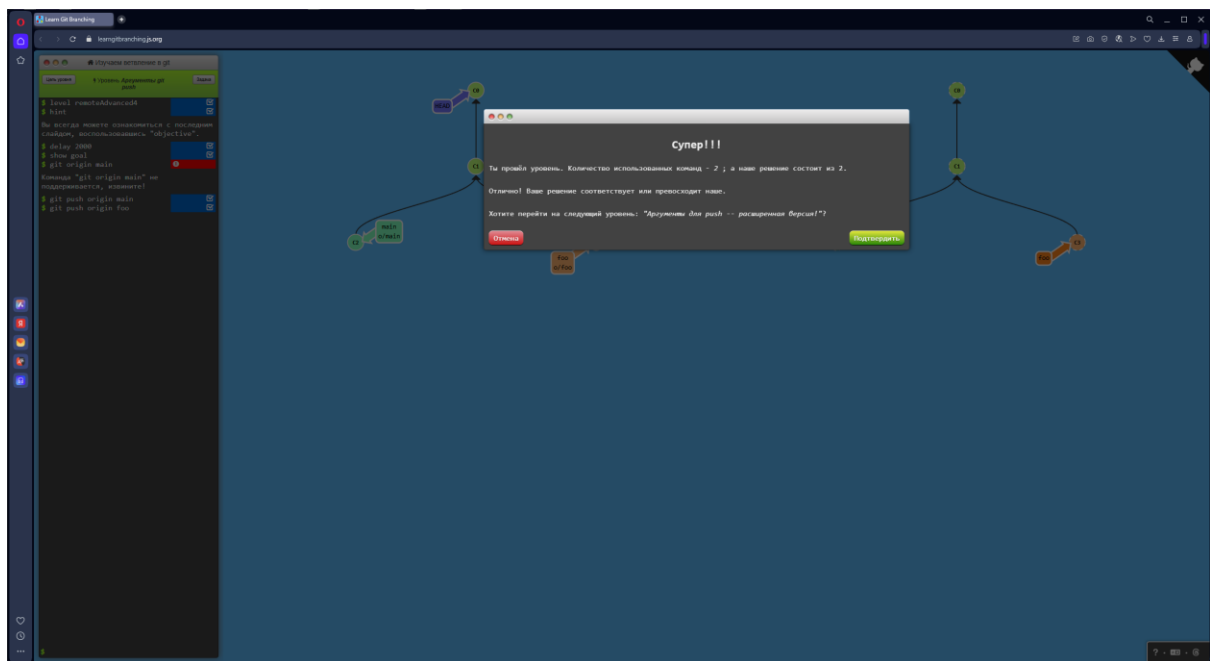 Learn Git Branching
learngitbranching.js.org
Изучаем ветвление в git
Цель уровня
Уровень Аргументы git push
Задача
$ level remoteAdvanced4
$ hint
Вы всегда можете ознакомиться с последним
слайдом, воспользовавшись "objective".
$ delay 2000
$ show goal
$ git origin main
Команда "git origin main" не
поддерживается, извините!
$ git push origin main
$ git push origin foo
$
HEAD
C0
C1
C2
main
o/main
foo
o/foo
Супер!!!
Ты прошёл уровень. Количество использованных команд - 2 ; а наше решение состоит из 2.
Отлично! Ваше решение соответствует или превосходит наше.
Хотите перейти на следующий уровень: "Аргументы для push -- расширенная версия!"?
Отмена
Подтвердить
C0
C1
foo
C3